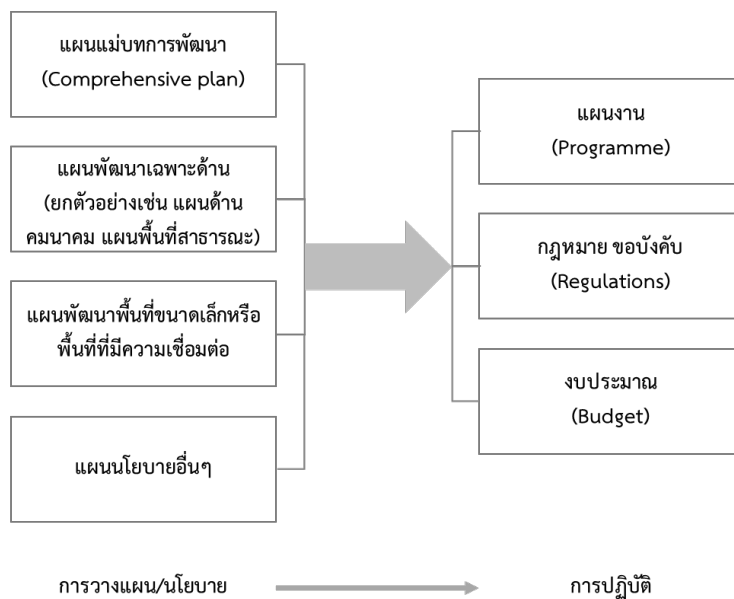 แผนแม่บทการพัฒนา
(Comprehensive plan)
แผนพัฒนาเฉพาะด้าน
(ยกตัวอย่างเช่น แผนด้าน
คมนาคม แผนพื้นที่สาธารณะ)
แผนพัฒนาพื้นที่ขนาดเล็กหรือ
พื้นที่ที่มีความเชื่อมต่อ
แผนนโยบายอื่นๆ
แผนงาน
(Programme)
กฎหมาย ขอบังคับ
(Regulations)
งบประมาณ
(Budget)
การวางแผน/นโยบาย
การปฏิบัติ